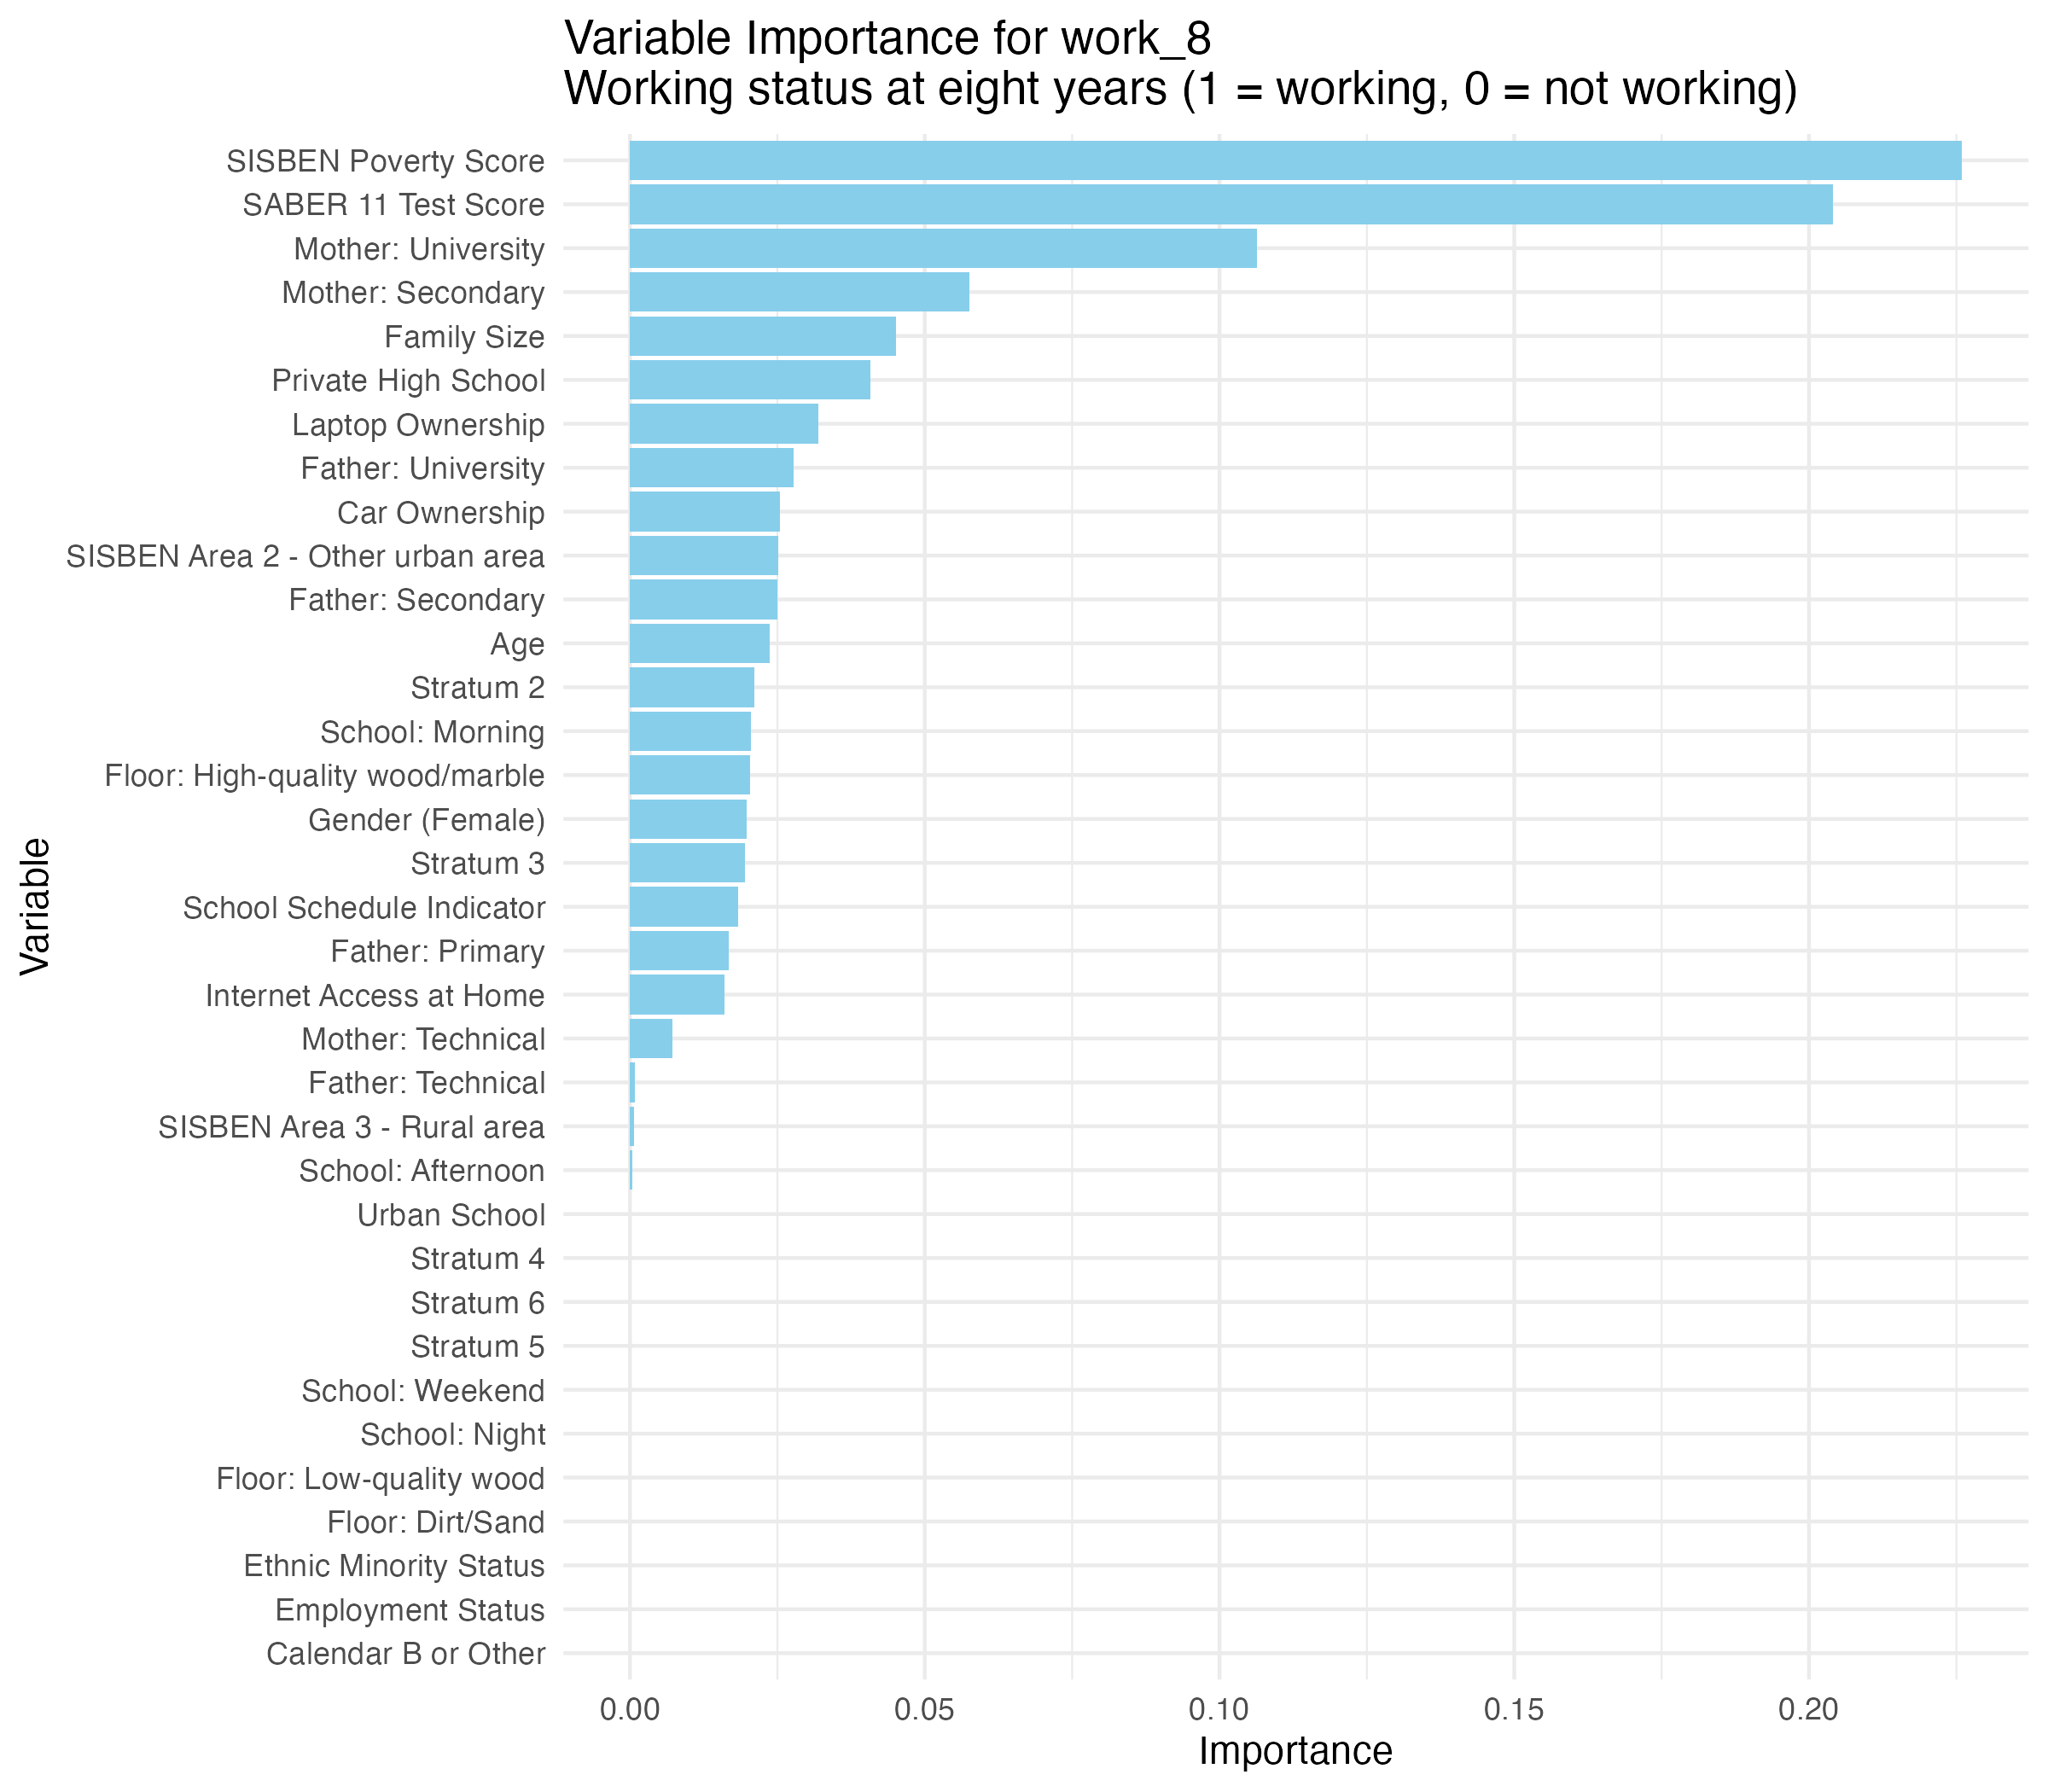 Variable Importance for work_8
Working status at eight years (1 = working, 0 = not working)
SISBEN Poverty Score
SABER 11 Test Score
Mother: University
Mother: Secondary
Family Size
Private High School
Laptop Ownership
Father: University
Car Ownership
SISBEN Area 2 - Other urban area
Father: Secondary
Age
Stratum 2
School: Morning
Floor: High-quality wood/marble
Gender (Female)
Stratum 3
School Schedule Indicator
Father: Primary
Internet Access at Home
Mother: Technical
Father: Technical
SISBEN Area 3 - Rural area
School: Afternoon
Urban School
Stratum 4
Stratum 6
Stratum 5
School: Weekend
School: Night
Floor: Low-quality wood
Floor: Dirt/Sand
Ethnic Minority Status
Employment Status
Calendar B or Other
Variable
0.00 0.05 0.10 0.15 0.20
Importance